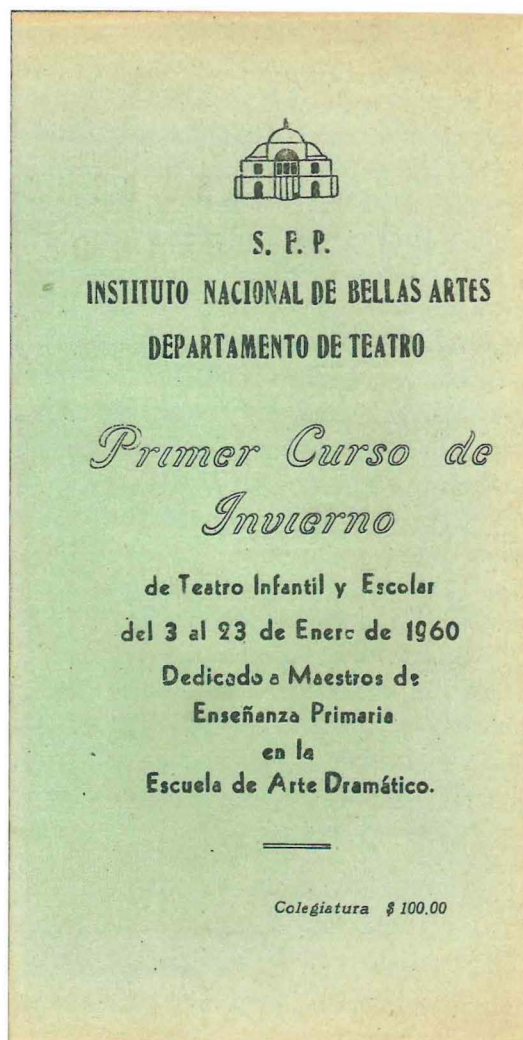 S. E. P.
INSTITUTO NACIONAL DE BELLAS ARTES
DEPARTAMENTO DE TEATRO
Primer Curso de
Invierno
de Teatro Infantil y Escolar
del 3 al 23 de Enero de 1960
Dedicado a Maestros de
Enseñanza Primaria
en la
Escuela de Arte Dramático.
Colegiatura $ 100.00